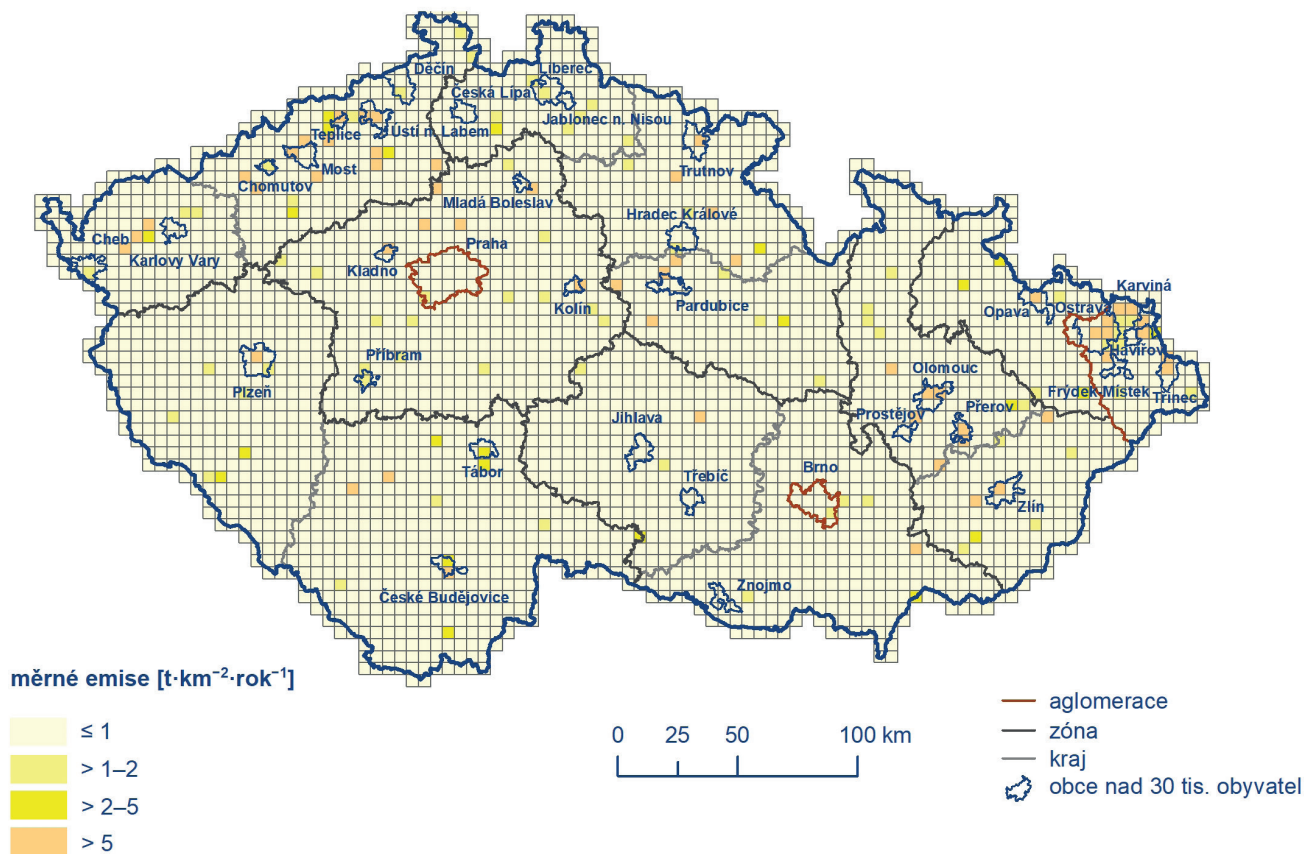 Děčín
Liberec
Česká Lípa
Jablonec n. Nisou
Teplice
Ústí n. Labem
Most
Trutnov
Chomutov
Mladá Boleslav
Hradec Králové
Cheb
Praha
Karlovy Vary
Kladno
Kolín
Pardubice
Karviná
Opava
Ostrava
Havířov
Příbram
Plzeň
Olomouc
Frýdek-Místek
Třinec
Přerov
Prostějov
Jihlava
Tábor
Třebíč
Brno
Zlín
Znojmo
České Budějovice
měrné emise [t·km⁻²·rok⁻¹]
≤ 1
> 1–2
> 2–5
> 5
0 25 50 100 km
aglomerace
zóna
kraj
obce nad 30 tis. obyvatel